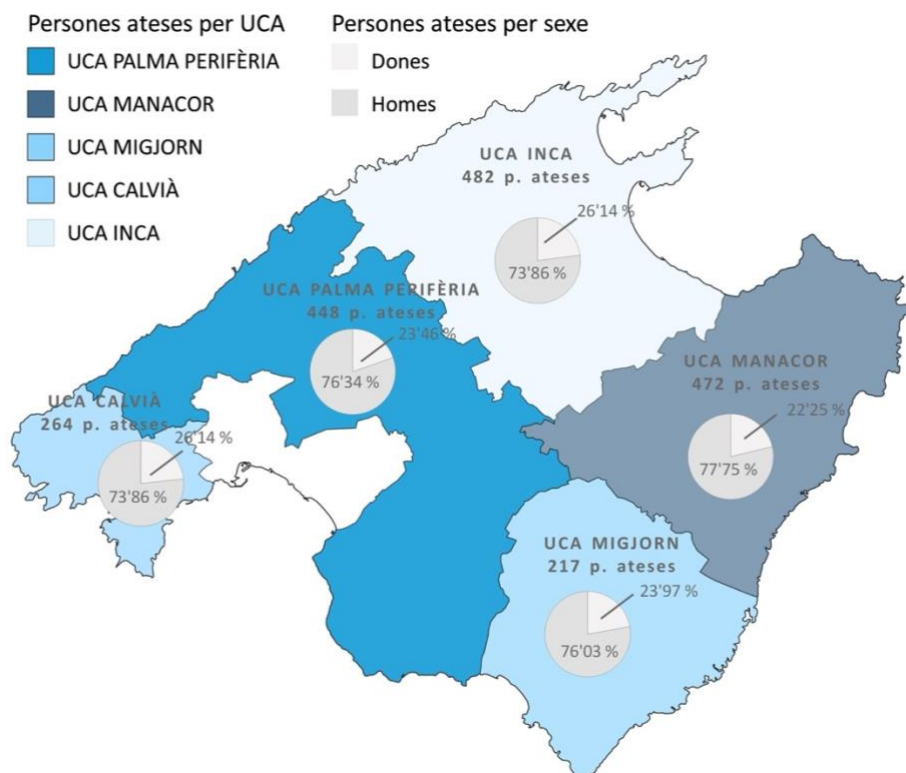 Persones ateses per UCA
UCA PALMA PERIFÈRIA
UCA MANACOR
UCA MIGJORN
UCA CALVIÀ
UCA INCA
Persones ateses per sexe
Dones
Homes
UCA INCA
482 p. ateses
26'14 %
73'86 %
UCA PALMA PERIFÈRIA
448 p. ateses
23'46 %
76'34 %
UCA MANACOR
472 p. ateses
22'25 %
77'75 %
UCA CALVIÀ
264 p. ateses
26'14 %
73'86 %
UCA MIGJORN
217 p. ateses
23'97 %
76'03 %